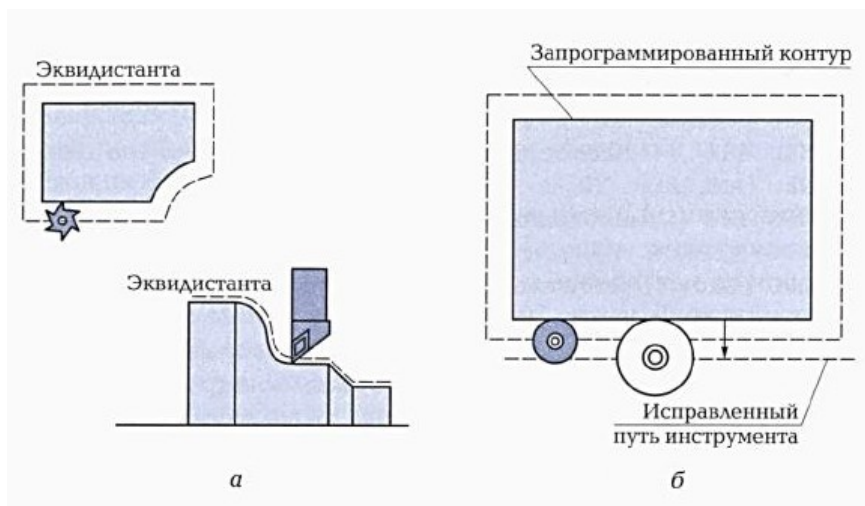 Эквидистанта
Эквидистанта
а
Запрограммированный контур
Исправленный
путь инструмента
б